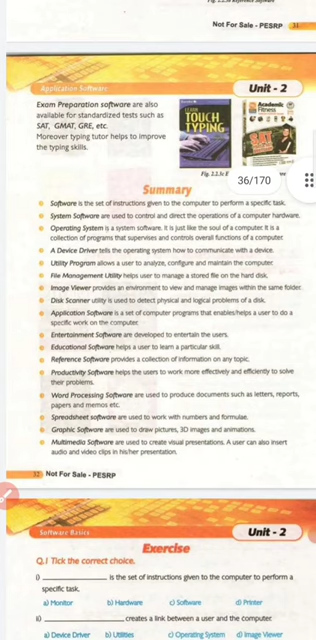 Fig. 2.2.3b Reference Software
Not For Sale - PESRP 31
Application Software
Unit - 2
Exam Preparation software are also
available for standardized tests such as
SAT, GMAT, GRE, etc.
Moreover typing tutor helps to improve
the typing skills.
LEARN
TOUCH
TYPING
Academic
Fitness
SAT
Fig. 2.2.3c
36/170
Summary
Software is the set of instructions given to the computer to perform a specific task.
System Software are used to control and direct the operations of a computer hardware.
Operating System is a system software. It is just like the soul of a computer. It is a
collection of programs that supervises and controls overall functions of a computer.
A Device Driver tells the operating system how to communicate with a device.
Utility Program allows a user to analyze, configure and maintain the computer.
File Management Utility helps user to manage a stored file on the hard disk.
Image Viewer provides an environment to view and manage images within the same folder.
Disk Scanner utility is used to detect physical and logical problems of a disk.
Application Software is a set of computer programs that enables/helps a user to do a
specific work on the computer.
Entertainment Software are developed to entertain the users.
Educational Software helps a user to learn a particular skill.
Reference Software provides a collection of information on any topic.
Productivity Software helps the users to work more effectively and efficiently to solve
their problems.
Word Processing Software are used to produce documents such as letters, reports,
papers and memos etc.
Spreadsheet software are used to work with numbers and formulae.
Graphic Software are used to draw pictures, 3D images and animations.
Multimedia Software are used to create visual presentations. A user can also insert
audio and video clips in his/her presentation.
32 Not For Sale - PESRP
Software Basics
Unit - 2
Exercise
Q.1 Tick the correct choice.
i) ____________ is the set of instructions given to the computer to perform a
specific task.
a) Monitor b) Hardware c) Software d) Printer
ii) ____________ creates a link between a user and the computer.
a) Device Driver b) Utilities c) Operating System d) Image Viewer